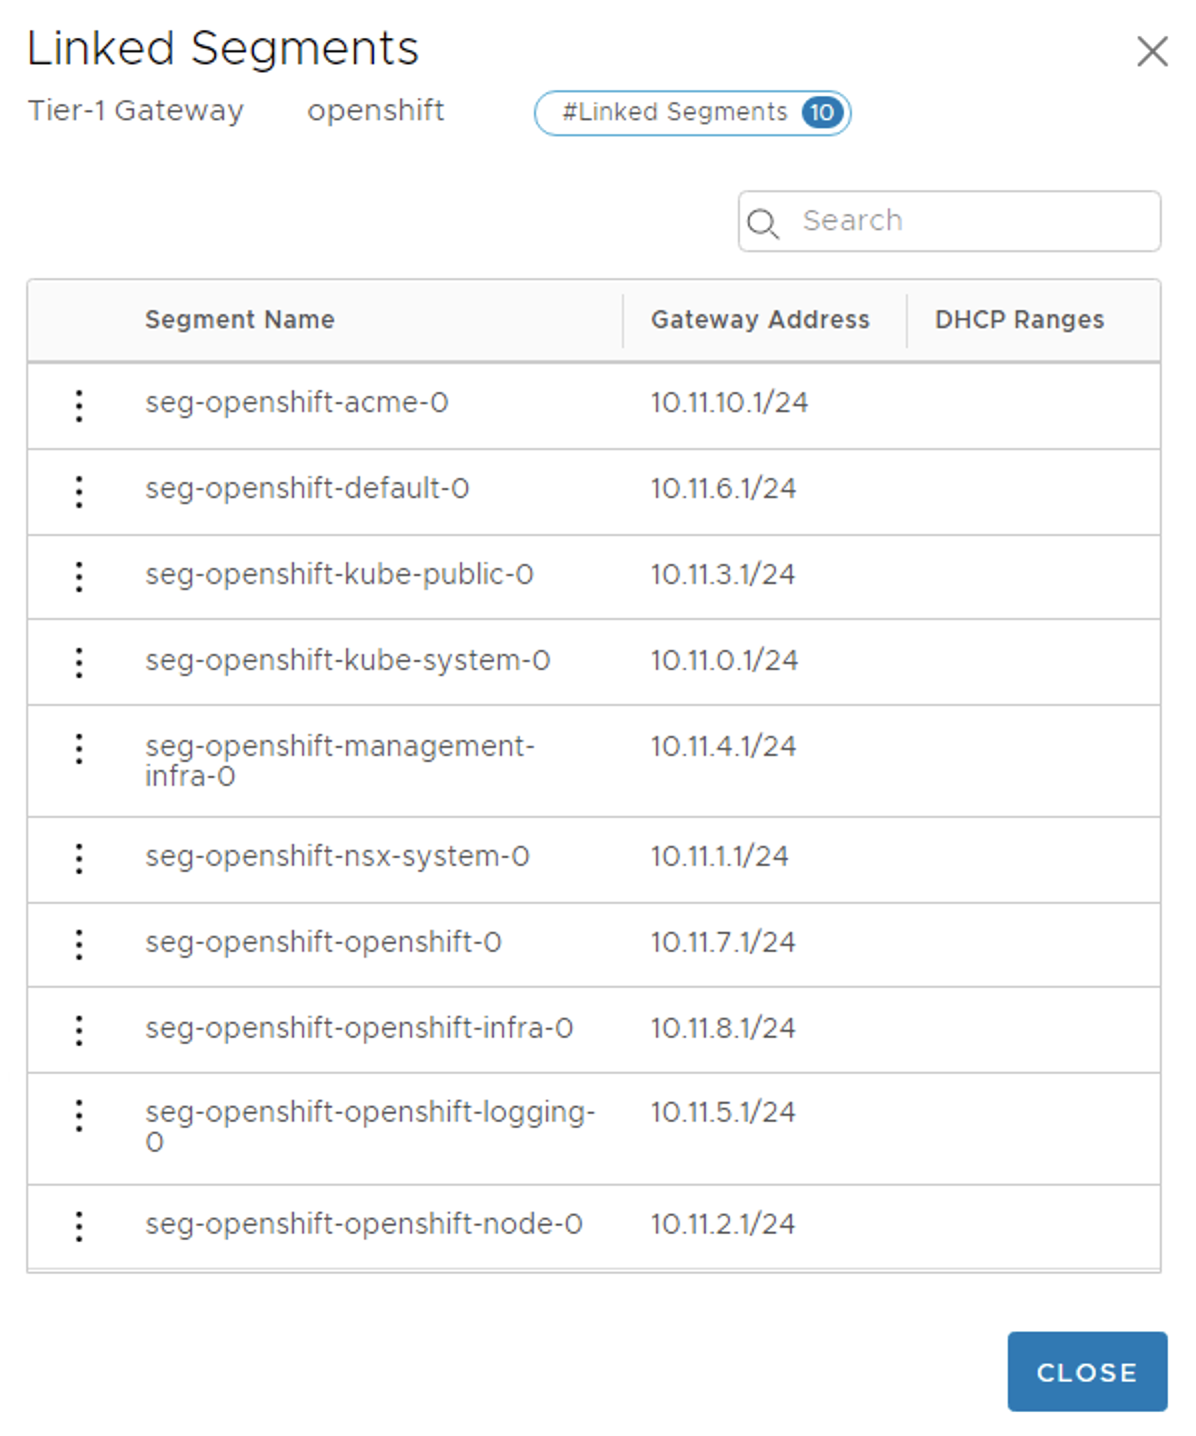 Linked Segments
Tier-1 Gateway openshift #Linked Segments 10
Search
Segment Name Gateway Address DHCP Ranges
seg-openshift-acme-0 10.11.10.1/24
seg-openshift-default-0 10.11.6.1/24
seg-openshift-kube-public-0 10.11.3.1/24
seg-openshift-kube-system-0 10.11.0.1/24
seg-openshift-management- 10.11.4.1/24
infra-0
seg-openshift-nsx-system-0 10.11.1.1/24
seg-openshift-openshift-0 10.11.7.1/24
seg-openshift-openshift-infra-0 10.11.8.1/24
seg-openshift-openshift-logging- 10.11.5.1/24
0
seg-openshift-openshift-node-0 10.11.2.1/24
CLOSE